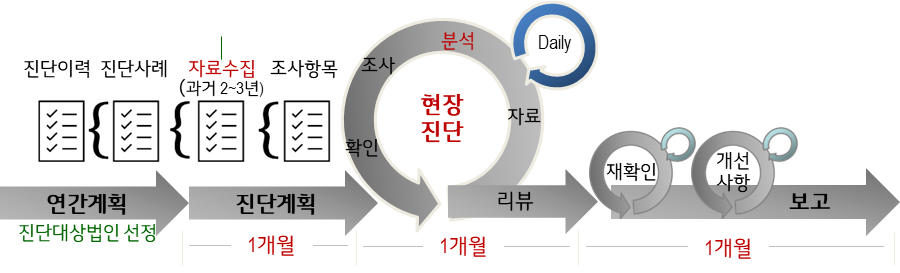 진단이력
진단사례
자료수집
(과거 2~3년)
조사항목
분석
조사
자료
확인
현장
진단
Daily
재확인
개선
사항
연간계획
진단계획
리뷰
보고
진단대상법인 선정
1개월
1개월
1개월